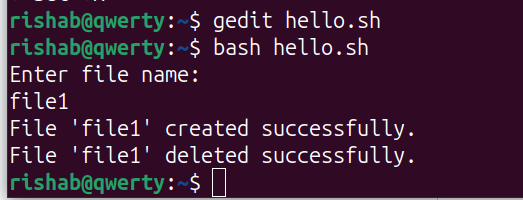 rishab@qwerty:~$ gedit hello.sh
rishab@qwerty:~$ bash hello.sh
Enter file name:
file1
File 'file1' created successfully.
File 'file1' deleted successfully.
rishab@qwerty:~$